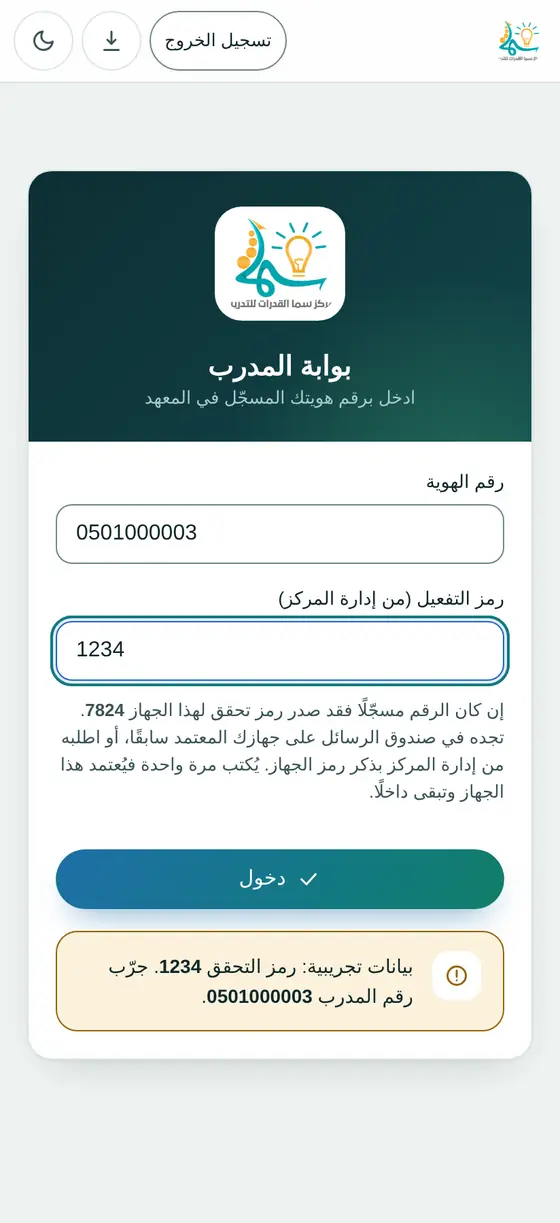 تسجيل الخروج
سما
مركز سما القدرات للتدريب
بوابة المدرب
ادخل برقم هويتك المسجّل في المعهد
رقم الهوية
0501000003
رمز التفعيل (من إدارة المركز)
1234
إن كان الرقم مسجّلًا فقد صدر رمز تحقق لهذا الجهاز 7824.
تجده في صندوق الرسائل على جهازك المعتمد سابقًا، أو اطلبه
من إدارة المركز بذكر رمز الجهاز. يُكتب مرة واحدة فيُعتمد هذا
الجهاز وتبقى داخلًا.
دخول
بيانات تجريبية: رمز التحقق 1234. جرّب
رقم المدرب 0501000003.